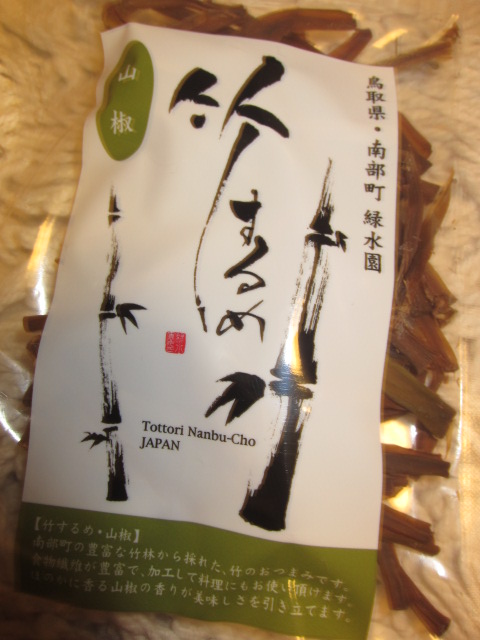 山椒
竹するめ
鳥取県・南部町 緑水園
Tottori Nanbu-Cho
JAPAN
【竹するめ・山椒】
南部町の豊富な竹林から採れた、竹のおつまみです。
食物繊維が豊富で、加工して料理にもお使い頂けます。
ほのかに香る山椒の香りが美味しさを引き立てます。